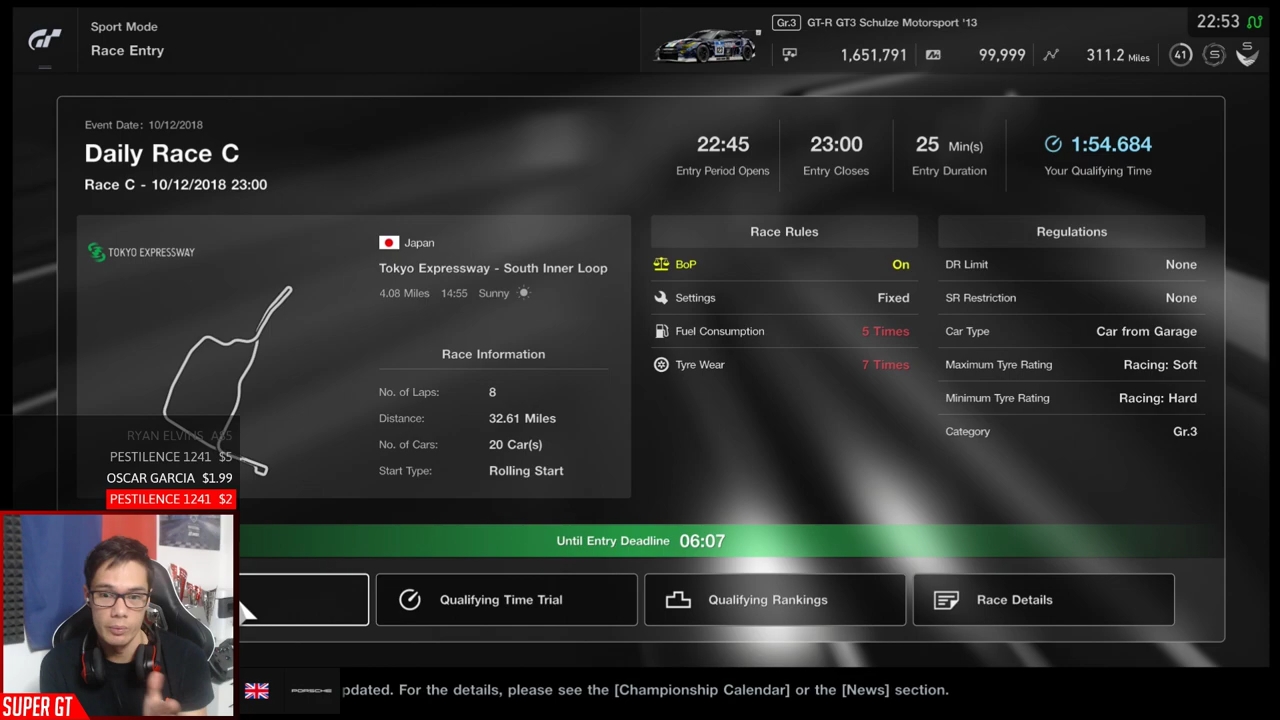 Sport Mode
Race Entry
Gr.3 GT-R GT3 Schulze Motorsport '13
22:53
1,651,791
99,999
311.2 Miles
41
S
S
Event Date: 10/12/2018
Daily Race C
Race C - 10/12/2018 23:00
22:45
Entry Period Opens
23:00
Entry Closes
25 Min(s)
Entry Duration
1:54.684
Your Qualifying Time
TOKYO EXPRESSWAY
Japan
Tokyo Expressway - South Inner Loop
4.08 Miles 14:55 Sunny
Race Information
No. of Laps: 8
Distance: 32.61 Miles
No. of Cars: 20 Car(s)
Start Type: Rolling Start
Race Rules
BoP On
Settings Fixed
Fuel Consumption 5 Times
Tyre Wear 7 Times
Regulations
DR Limit None
SR Restriction None
Car Type Car from Garage
Maximum Tyre Rating Racing: Soft
Minimum Tyre Rating Racing: Hard
Category Gr.3
RYAN ELVINS A$5
PESTILENCE 1241 $5
OSCAR GARCIA $1.99
PESTILENCE 1241 $2
Until Entry Deadline 06:07
Qualifying Time Trial
Qualifying Rankings
Race Details
SUPER GT
PORSCHE
pdated. For the details, please see the [Championship Calendar] or the [News] section.